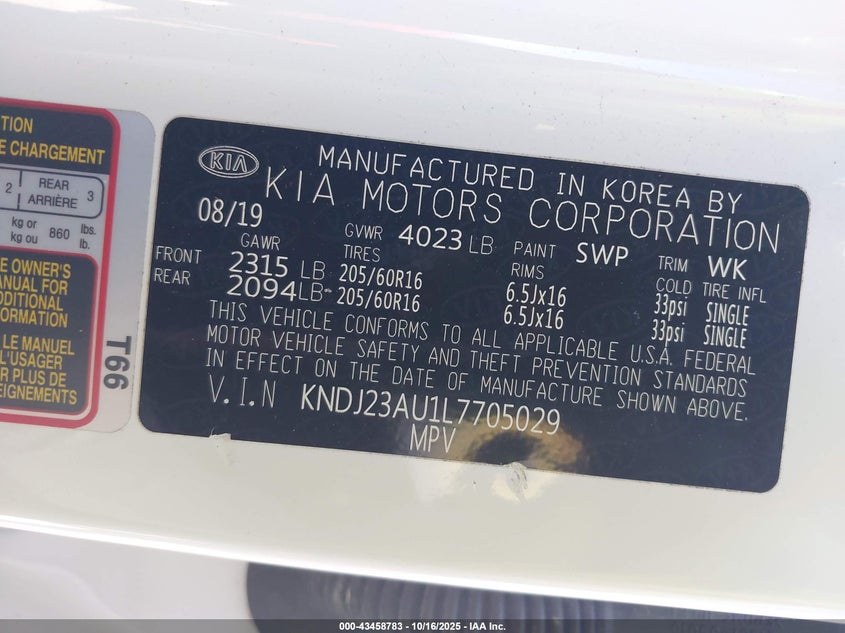 TION
E CHARGEMENT
2 REAR 3
ARRIÈRE
kg or 860 lbs.
kg ou lb.
E OWNER'S
ANUAL FOR
DDITIONAL
FORMATION
LE MANUEL
L'USAGER
R PLUS DE
EIGNEMENTS
T66
KIA
MANUFACTURED IN KOREA BY
KIA MOTORS CORPORATION
08/19 GVWR 4023 LB PAINT SWP TRIM WK
GAWR TIRES RIMS COLD TIRE INFL
FRONT 2315 LB 205/60R16 6.5Jx16 33psi SINGLE
REAR 2094LB 205/60R16 6.5Jx16 33psi SINGLE
THIS VEHICLE CONFORMS TO ALL APPLICABLE U.S.A. FEDERAL
MOTOR VEHICLE SAFETY AND THEFT PREVENTION STANDARDS
IN EFFECT ON THE DATE OF MANUFACTURE SHOWN ABOVE.
V.I.N KNDJ23AU1L7705029
MPV
000-43458783 - 10/16/2025 - IAA Inc.